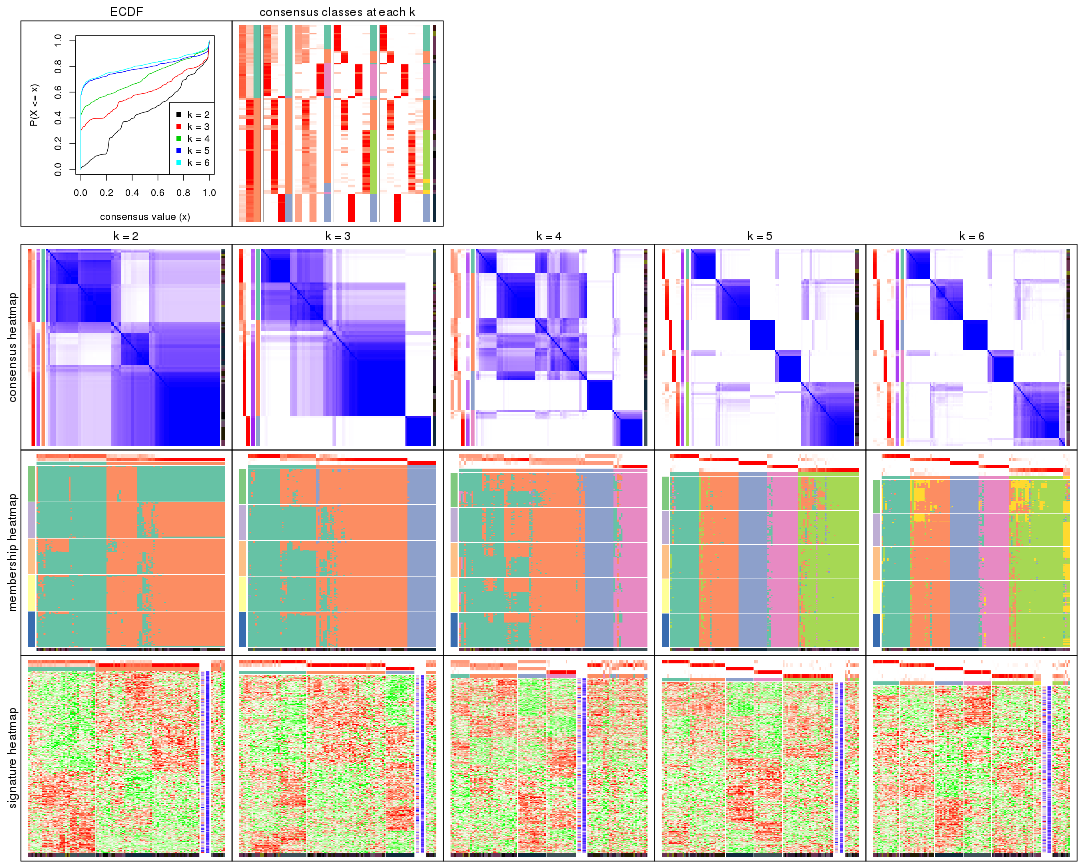 ECDF
consensus classes at each k
P(X <= x)
0.0
0.2
0.4
0.6
0.8
1.0
k = 2
k = 3
k = 4
k = 5
k = 6
0.0 0.2 0.4 0.6 0.8 1.0
consensus value (x)
k = 2
k = 3
k = 4
k = 5
k = 6
consensus heatmap
membership heatmap
signature heatmap